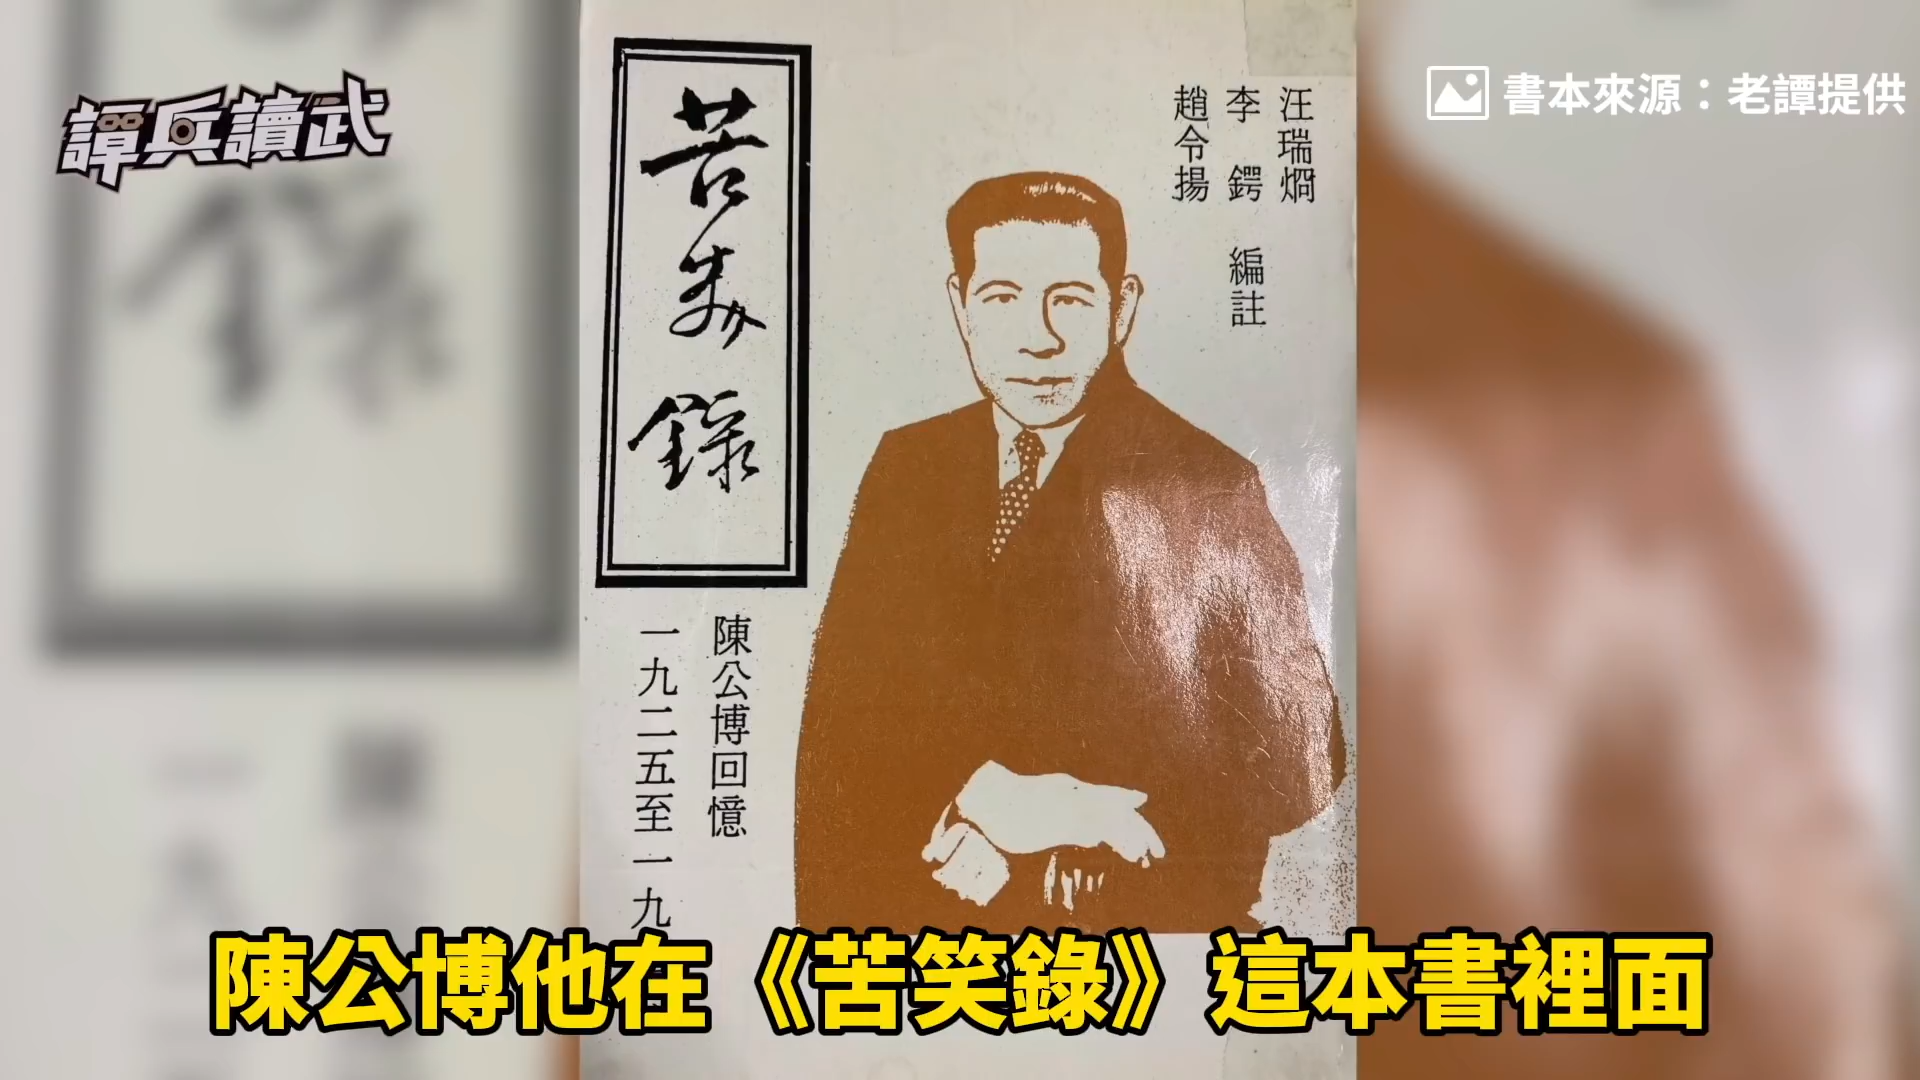 譚兵讀武
書本來源：老譚提供
汪瑞烱
李 鍔 編註
趙令揚
苦笑錄
陳公博回憶
一九二五至一九
陳公博他在《苦笑錄》這本書裡面